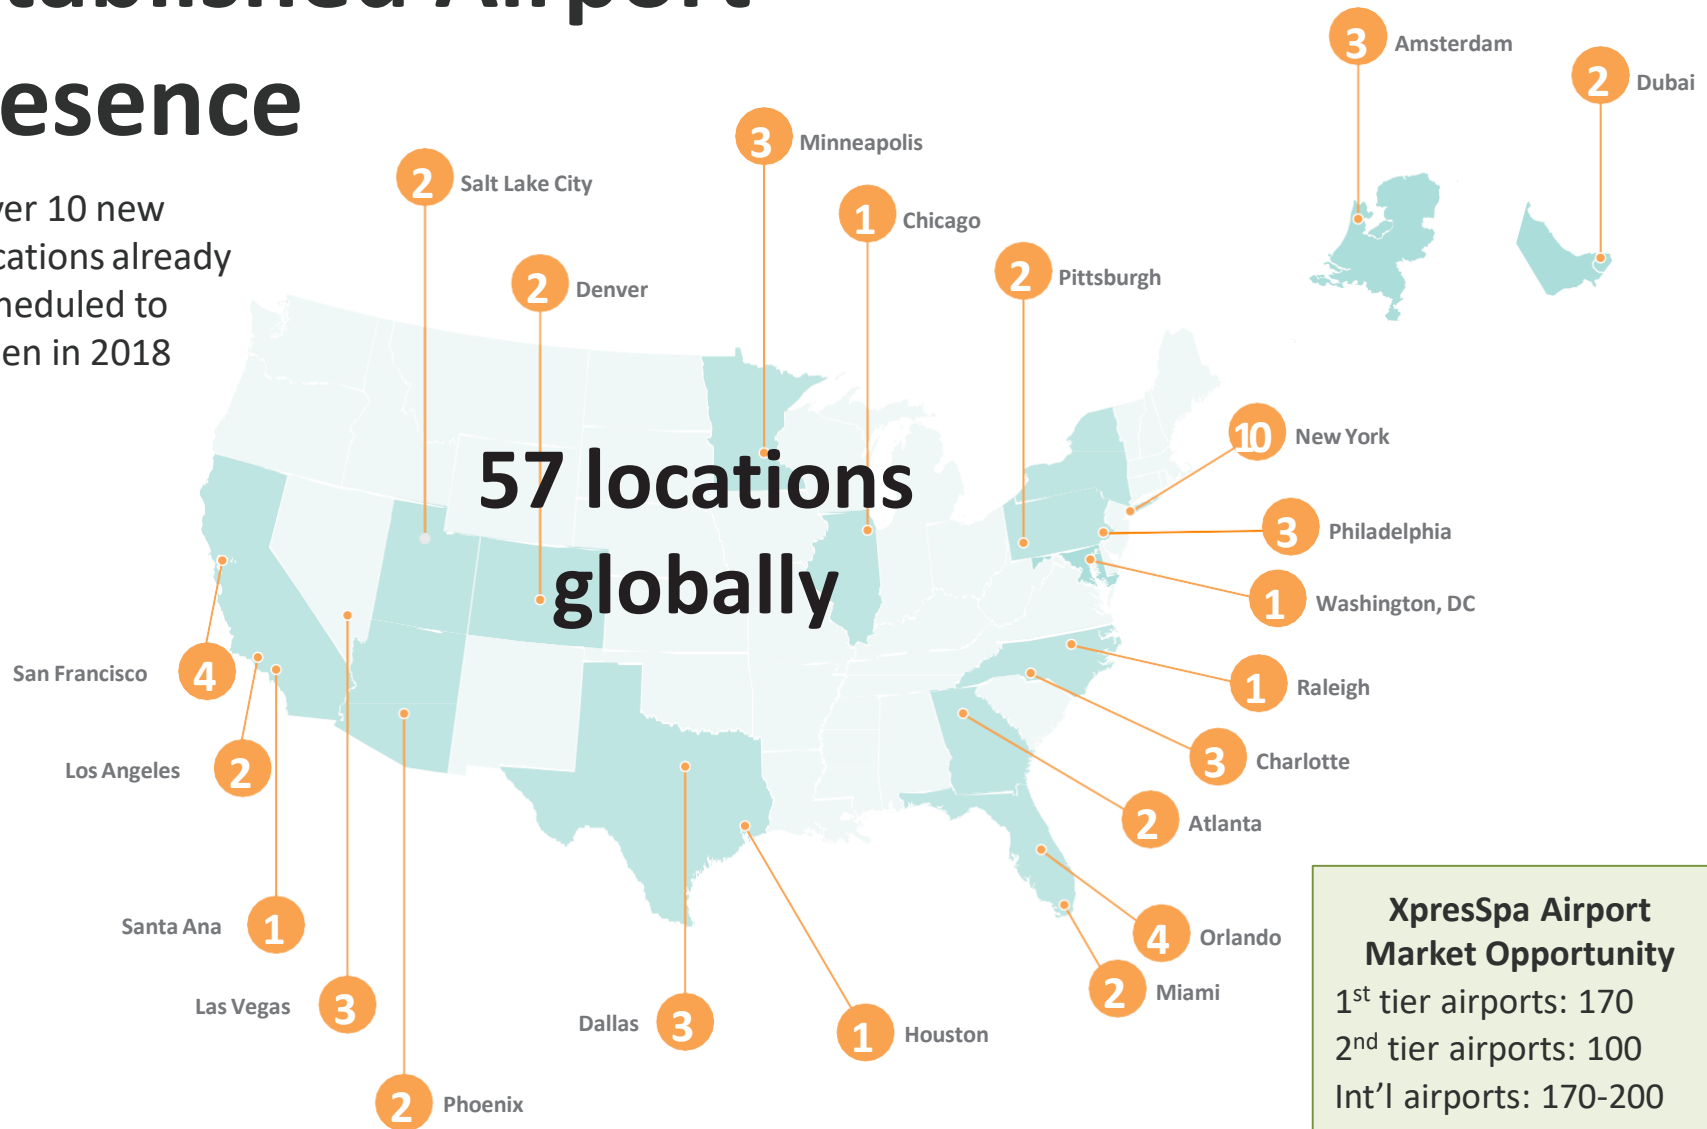 tablished Airport
esence
ver 10 new
cations already
heduled to
en in 2018
3 Amsterdam
2 Dubai
3 Minneapolis
2 Salt Lake City
1 Chicago
2 Pittsburgh
2 Denver
10 New York
57 locations
globally
3 Philadelphia
1 Washington, DC
San Francisco 4
1 Raleigh
Los Angeles 2
3 Charlotte
2 Atlanta
Santa Ana 1
4 Orlando
2 Miami
Las Vegas 3
Dallas 3
1 Houston
2 Phoenix
XpresSpa Airport
Market Opportunity
1st tier airports: 170
2nd tier airports: 100
Int’l airports: 170-200